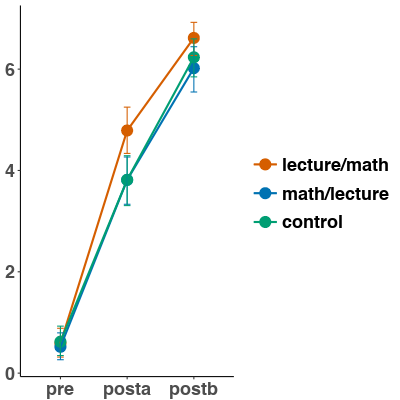 6
4
2
0
pre posta postb
lecture/math
math/lecture
control